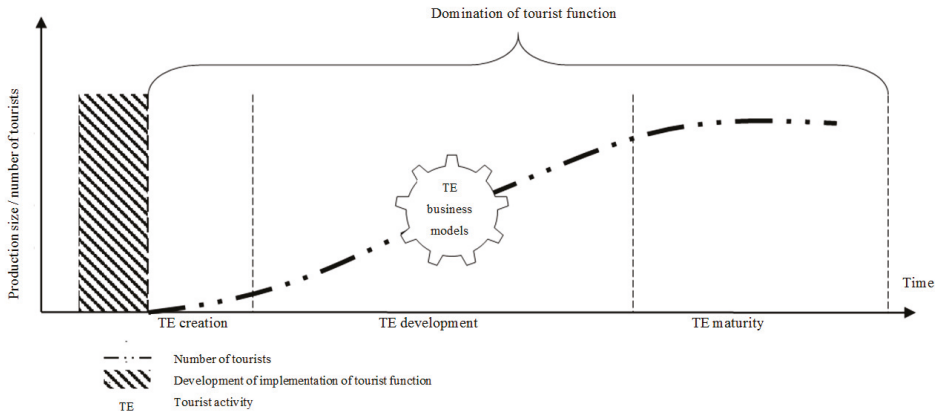 Domination of tourist function
Production size / number of tourists
TE
business
models
Time
TE creation
TE development
TE maturity
Number of tourists
Development of implementation of tourist function
TE
Tourist activity